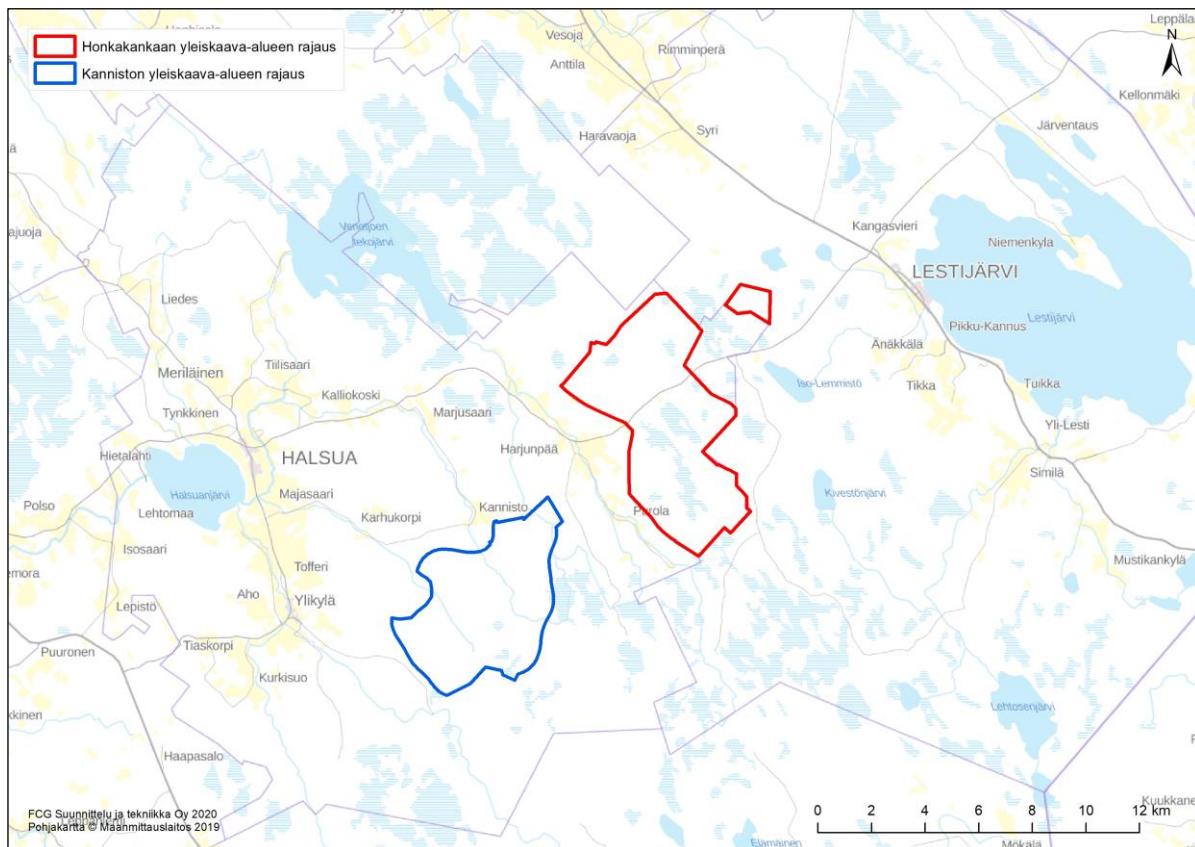 Honkakankaan yleiskaava-alueen rajaus
Kanniston yleiskaava-alueen rajaus
Vesoja
Anttila
Rimminperä
Leppäla
N
Kellonmäki
Järventaus
Haravaoja
Syri
ajuoja
Kangasvieri
Niemenkylä
LESTIJÄRVI
Lestijärvi
Pikku-Kannus
Liedes
Änäkkälä
Tiilisaari
Meriläinen
Kalliokoski
Iso-Lemmistö
Tikka
Tuikka
Tynkkinen
Marjusaari
Yli-Lesti
Hietalahti
HALSUA
Harjunpää
Similä
Halsuanjärvi
Majasaari
Kivestönjärvi
Polso
Lehtomaa
Karhukorpi
Kannisto
Isosaari
Tofferi
Mustikankylä
emora
Lepistö
Aho
Ylikylä
Puuronen
Tiaskorpi
Kurkisuo
Lehtosenjärvi
Haapasalo
Kuukkane
Elämäinen
Mökälä
FCG Suunnittelu ja tekniikka Oy 2020
Pohjakartta © Maanmittauslaitos 2019
0 2 4 6 8 10 12 km